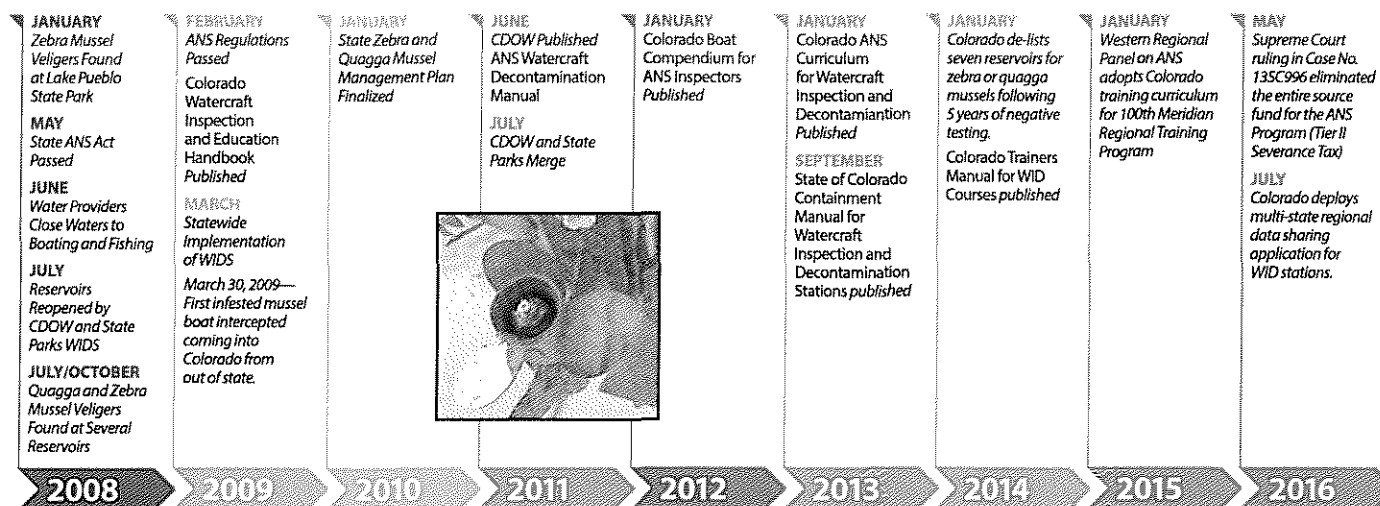 JANUARY
Zebra Mussel
Veligers Found
at Lake Pueblo
State Park
MAY
State ANS Act
Passed
JUNE
Water Providers
Close Waters to
Boating and Fishing
JULY
Reservoirs
Reopened by
CDOW and State
Parks WIDS
JULY/OCTOBER
Quagga and Zebra
Mussel Veligers
Found at Several
Reservoirs
2008
FEBRUARY
ANS Regulations
Passed
Colorado
Watercraft
Inspection
and Education
Handbook
Published
MARCH
Statewide
Implementation
of WIDS
March 30, 2009—
First infested mussel
boat intercepted
coming into
Colorado from
out of state.
2009
JANUARY
State Zebra and
Quagga Mussel
Management Plan
Finalized
2010
JUNE
CDOW Published
ANS Watercraft
Decontamination
Manual
JULY
CDOW and State
Parks Merge
2011
JANUARY
Colorado Boat
Compendium for
ANS Inspectors
Published
2012
JANUARY
Colorado ANS
Curriculum
for Watercraft
Inspection and
Decontamiantion
Published
SEPTEMBER
State of Colorado
Containment
Manual for
Watercraft
Inspection and
Decontamination
Stations published
2013
JANUARY
Colorado de-lists
seven reservoirs for
zebra or quagga
mussels following
5 years of negative
testing.
Colorado Trainers
Manual for WID
Courses published
2014
JANUARY
Western Regional
Panel on ANS
adopts Colorado
training curriculum
for 100th Meridian
Regional Training
Program
2015
MAY
Supreme Court
ruling in Case No.
13SC996 eliminated
the entire source
fund for the ANS
Program (Tier II
Severance Tax)
JULY
Colorado deploys
multi-state regional
data sharing
application for
WID stations.
2016